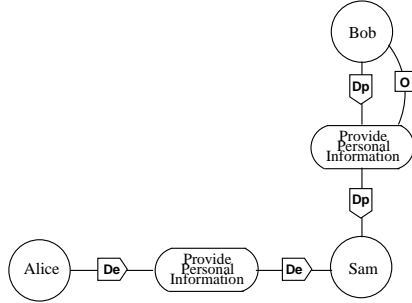 Bob
Dp
O
Provide
Personal
Information
Dp
Alice
De
Provide
Personal
Information
De
Sam